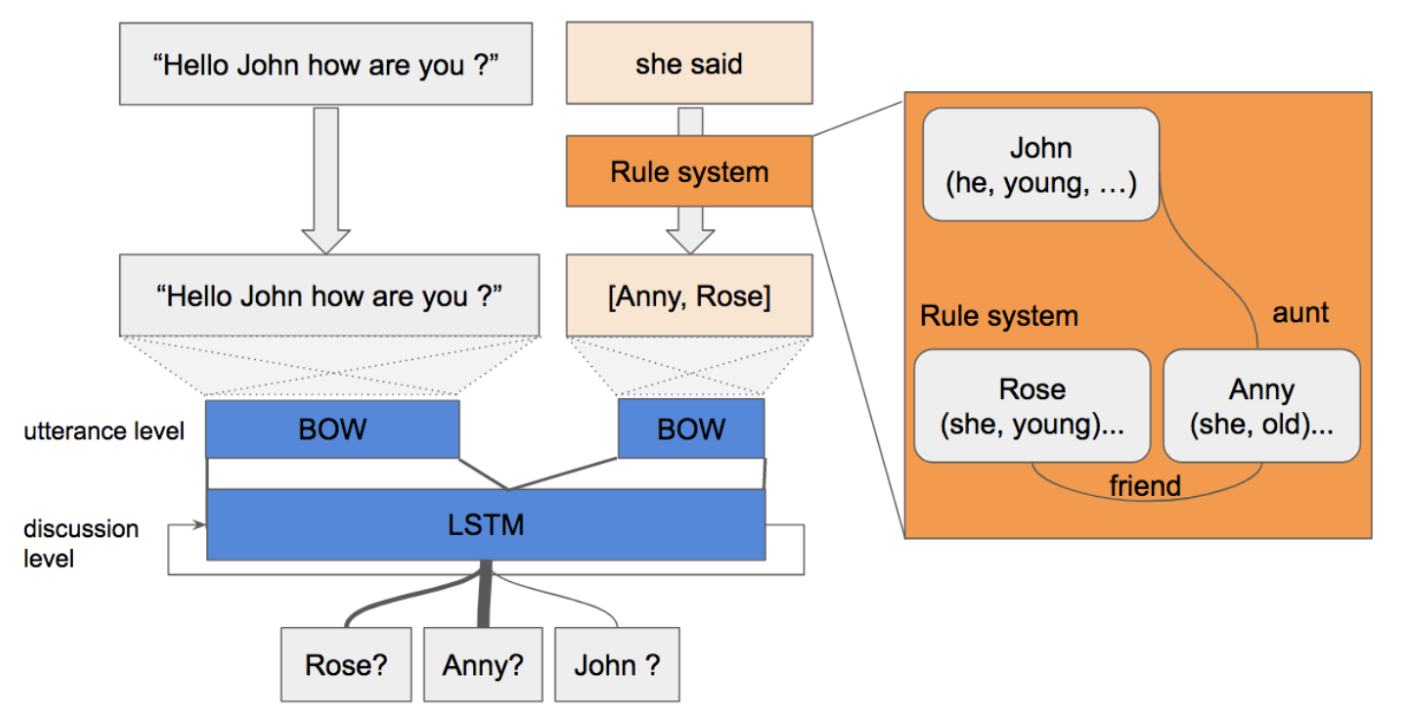 “Hello John how are you ?”
she said
Rule system
“Hello John how are you ?”
[Anny, Rose]
utterance level
BOW
BOW
discussion
level
LSTM
Rose?
Anny?
John ?
John
(he, young, …)
Rule system
aunt
Rose
(she, young)...
Anny
(she, old)...
friend